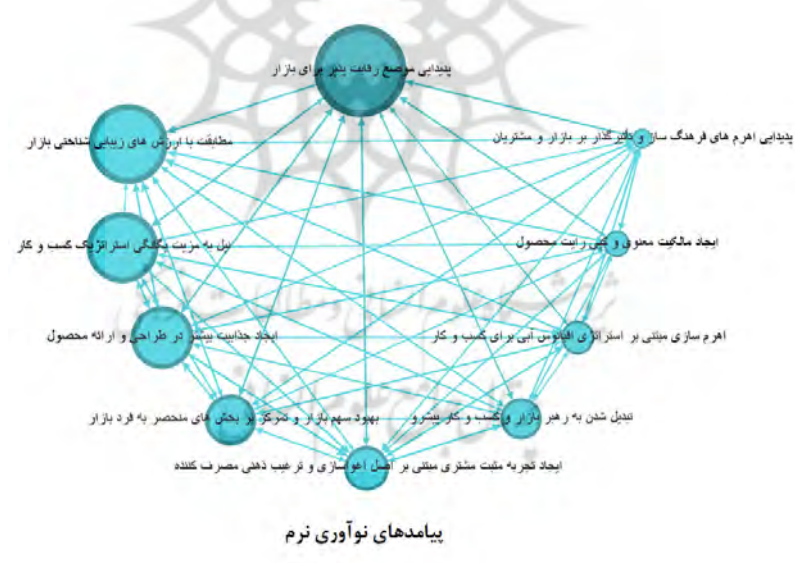 پدیدایی موضع رقابت پذیر برای بازار
پدیدایی اهرم های فرهنگ ساز و تأثیرگذار بر بازار و مشتریان
مطابقت با ارزش های زیبایی شناختی بازار
ایجاد مالکیت معنوی و کپی رایت محصول
نیل به مزیت یگانگی استراتژیک کسب و کار
اهرم سازی مبتنی بر استراتژی اقیانوس آبی برای کسب و کار
ایجاد جذابیت بیشتر در طراحی و ارائه محصول
تبدیل شدن به رهبر بازار و کسب و کار پیشرو
بهبود سهم بازار و تمرکز بر بخش های منحصر به فرد بازار
ایجاد تجربه مثبت مشتری مبتنی بر اصل اغواسازی و ترغیب ذهنی مصرف کننده
پیامدهای نوآوری نرم